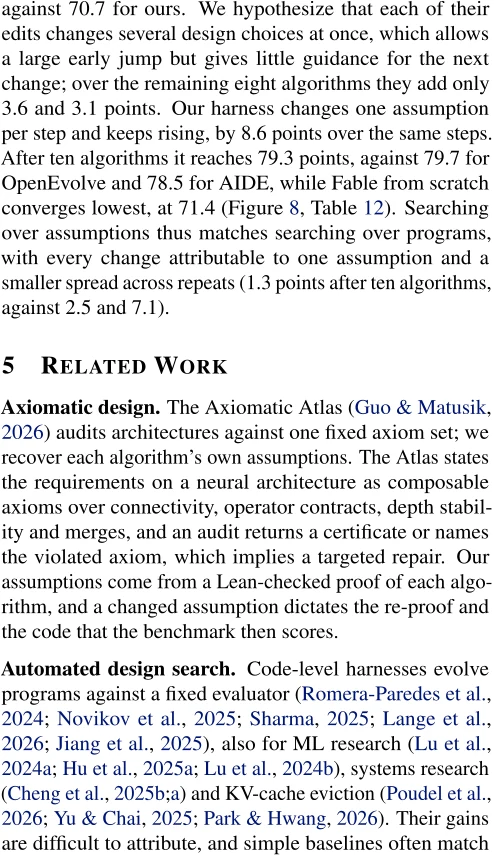 against 70.7 for ours. We hypothesize that each of their
edits changes several design choices at once, which allows
a large early jump but gives little guidance for the next
change; over the remaining eight algorithms they add only
3.6 and 3.1 points. Our harness changes one assumption
per step and keeps rising, by 8.6 points over the same steps.
After ten algorithms it reaches 79.3 points, against 79.7 for
OpenEvolve and 78.5 for AIDE, while Fable from scratch
converges lowest, at 71.4 (Figure 8, Table 12). Searching
over assumptions thus matches searching over programs,
with every change attributable to one assumption and a
smaller spread across repeats (1.3 points after ten algorithms,
against 2.5 and 7.1).
5 RELATED WORK
Axiomatic design. The Axiomatic Atlas (Guo & Matusik,
2026) audits architectures against one fixed axiom set; we
recover each algorithm's own assumptions. The Atlas states
the requirements on a neural architecture as composable
axioms over connectivity, operator contracts, depth stabil-
ity and merges, and an audit returns a certificate or names
the violated axiom, which implies a targeted repair. Our
assumptions come from a Lean-checked proof of each algo-
rithm, and a changed assumption dictates the re-proof and
the code that the benchmark then scores.
Automated design search. Code-level harnesses evolve
programs against a fixed evaluator (Romera-Paredes et al.,
2024; Novikov et al., 2025; Sharma, 2025; Lange et al.,
2026; Jiang et al., 2025), also for ML research (Lu et al.,
2024a; Hu et al., 2025a; Lu et al., 2024b), systems research
(Cheng et al., 2025b;a) and KV-cache eviction (Poudel et al.,
2026; Yu & Chai, 2025; Park & Hwang, 2026). Their gains
are difficult to attribute, and simple baselines often match